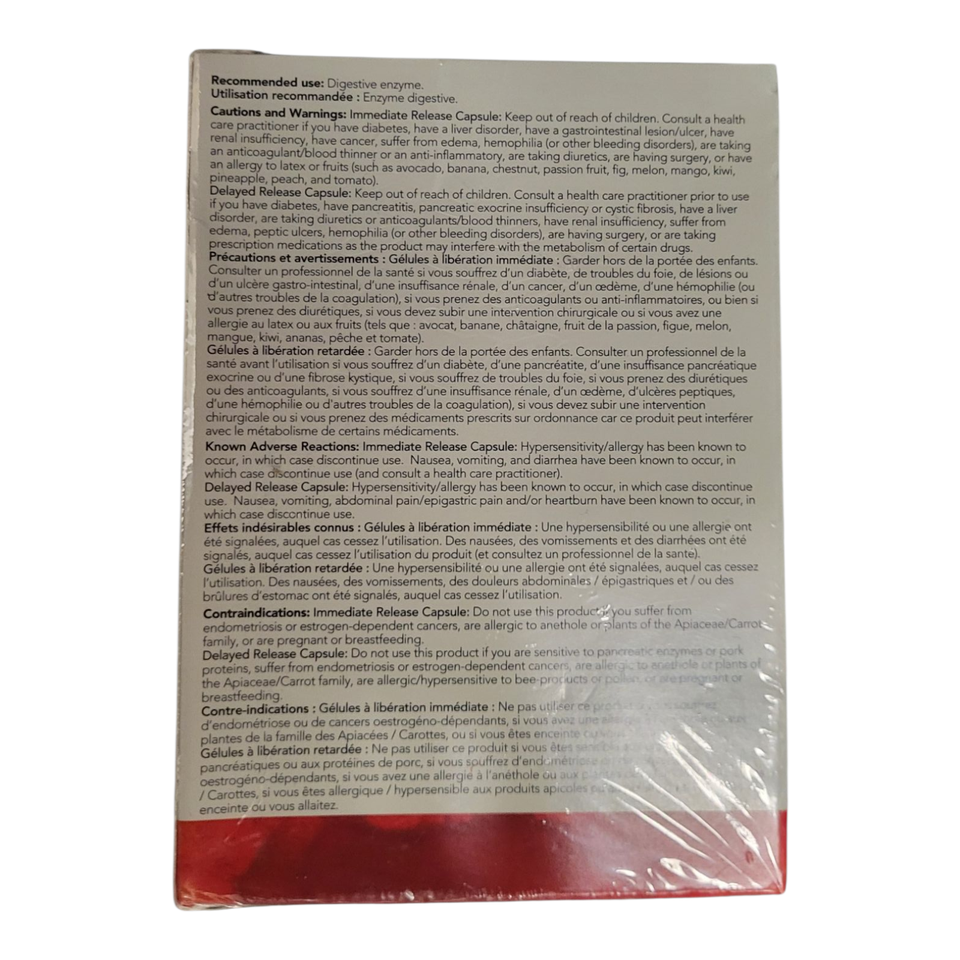 Recommended use: Digestive enzyme.
Utilisation recommandée : Enzyme digestive.
Cautions and Warnings: Immediate Release Capsule: Keep out of reach of children. Consult a health
care practitioner if you have diabetes, have a liver disorder, have a gastrointestinal lesion/ulcer, have
renal insufficiency, have cancer, suffer from edema, hemophilia (or other bleeding disorders), are taking
an anticoagulant/blood thinner or an anti-inflammatory, are taking diuretics, are having surgery, or have
an allergy to latex or fruits (such as avocado, banana, chestnut, passion fruit, fig, melon, mango, kiwi,
pineapple, peach, and tomato).
Delayed Release Capsule: Keep out of reach of children. Consult a health care practitioner prior to use
if you have diabetes, have pancreatitis, pancreatic exocrine insufficiency or cystic fibrosis, have a liver
disorder, are taking diuretics or anticoagulants/blood thinners, have renal insufficiency, suffer from
edema, peptic ulcers, hemophilia (or other bleeding disorders), are having surgery, or are taking
prescription medications as the product may interfere with the metabolism of certain drugs.
Précautions et avertissements : Gélules à libération immédiate : Garder hors de la portée des enfants.
Consulter un professionnel de la santé si vous souffrez d'un diabète, de troubles du foie, de lésions ou
d'un ulcère gastro-intestinal, d'une insuffisance rénale, d'un cancer, d'un œdème, d'une hémophilie (ou
d'autres troubles de la coagulation), si vous prenez des anticoagulants ou anti-inflammatoires, ou bien si
vous prenez des diurétiques, si vous devez subir une intervention chirurgicale ou si vous avez une
allergie au latex ou aux fruits (tels que : avocat, banane, châtaigne, fruit de la passion, figue, melon,
mangue, kiwi, ananas, pêche et tomate).
Gélules à libération retardée : Garder hors de la portée des enfants. Consulter un professionnel de la
santé avant l'utilisation si vous souffrez d'un diabète, d'une pancréatite, d'une insuffisance pancréatique
exocrine ou d'une fibrose kystique, si vous souffrez de troubles du foie, si vous prenez des diurétiques
ou des anticoagulants, si vous souffrez d'une insuffisance rénale, d'un œdème, d'ulcères peptiques,
d'une hémophilie ou d'autres troubles de la coagulation), si vous devez subir une intervention
chirurgicale ou si vous prenez des médicaments prescrits sur ordonnance car ce produit peut interférer
avec le métabolisme de certains médicaments.
Known Adverse Reactions: Immediate Release Capsule: Hypersensitivity/allergy has been known to
occur, in which case discontinue use. Nausea, vomiting, and diarrhea have been known to occur, in
which case discontinue use (and consult a health care practitioner).
Delayed Release Capsule: Hypersensitivity/allergy has been known to occur, in which case discontinue
use. Nausea, vomiting, abdominal pain/epigastric pain and/or heartburn have been known to occur, in
which case discontinue use.
Effets indésirables connus : Gélules à libération immédiate : Une hypersensibilité ou une allergie ont
été signalées, auquel cas cessez l'utilisation. Des nausées, des vomissements et des diarrhées ont été
signalés, auquel cas cessez l'utilisation du produit (et consultez un professionnel de la sante).
Gélules à libération retardée : Une hypersensibilité ou une allergie ont été signalées, auquel cas cessez
l'utilisation. Des nausées, des vomissements, des douleurs abdominales / épigastriques et / ou des
brûlures d'estomac ont été signalés, auquel cas cessez l'utilisation.
Contraindications: Immediate Release Capsule: Do not use this product if you suffer from
endometriosis or estrogen-dependent cancers, are allergic to anethole or plants of the Apiaceae/Carrot
family, or are pregnant or breastfeeding.
Delayed Release Capsule: Do not use this product if you are sensitive to pancreatic enzymes or pork
proteins, suffer from endometriosis or estrogen-dependent cancers, are allergic to anethole or plants of
the Apiaceae/Carrot family, are allergic/hypersensitive to bee-products or pollen, or are pregnant or
breastfeeding.
Contre-indications : Gélules à libération immédiate : Ne pas utiliser ce produit si
d'endométriose ou de cancers oestrogéno-dépendants, si vous avez une
plantes de la famille des Apiacées / Carottes, ou si vous êtes enceinte
Gélules à libération retardée : Ne pas utiliser ce produit si vous êtes
pancréatiques ou aux protéines de porc, si vous souffrez d'endométriose
oestrogéno-dépendants, si vous avez une allergie à l'anéthole ou aux
/ Carottes, si vous êtes allergique / hypersensible aux produits apicoles
enceinte ou vous allaitez.